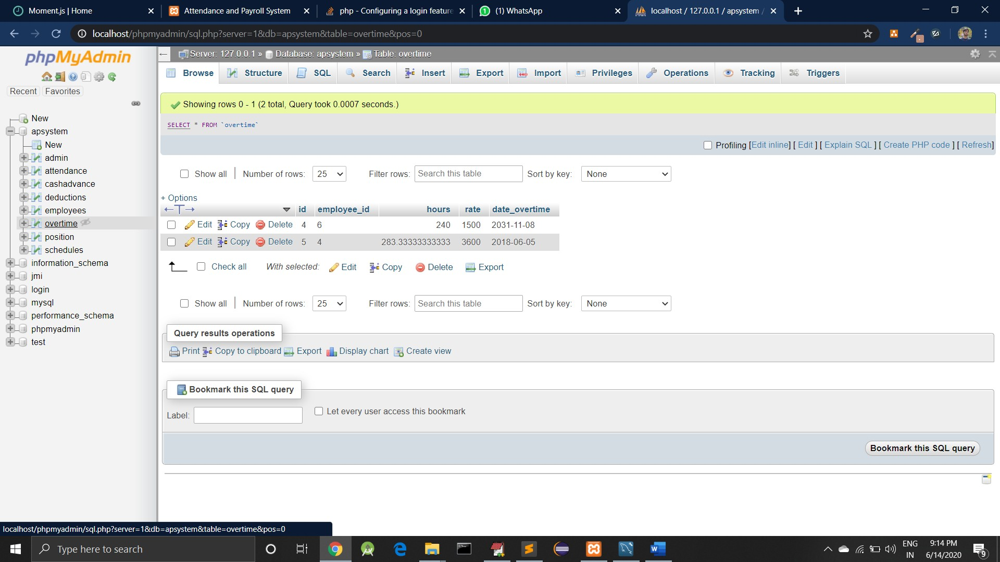 Moment.js | Home
Attendance and Payroll System
php - Configuring a login feature
(1) WhatsApp
localhost / 127.0.0.1 / apsystem /
localhost/phpmyadmin/sql.php?server=1&db=apsystem&table=overtime&pos=0
phpMyAdmin
Recent Favorites
New
apsystem
New
admin
attendance
cashadvance
deductions
employees
overtime
position
schedules
information_schema
jmi
login
mysql
performance_schema
phpmyadmin
test
Server: 127.0.0.1 » Database: apsystem » Table: overtime
Browse Structure SQL Search Insert Export Import Privileges Operations Tracking Triggers
Showing rows 0 - 1 (2 total, Query took 0.0007 seconds.)
SELECT * FROM `overtime`
Profiling [Edit inline] [ Edit ] [ Explain SQL ] [ Create PHP code ] [ Refresh]
Show all | Number of rows: 25 Filter rows: Search this table Sort by key: None
+ Options
←T→ id employee_id hours rate date_overtime
Edit Copy Delete 4 6 240 1500 2031-11-08
Edit Copy Delete 5 4 283.33333333333 3600 2018-06-05
Check all With selected: Edit Copy Delete Export
Show all | Number of rows: 25 Filter rows: Search this table Sort by key: None
Query results operations
Print Copy to clipboard Export Display chart Create view
Bookmark this SQL query
Label: Let every user access this bookmark
Bookmark this SQL query
localhost/phpmyadmin/sql.php?server=1&db=apsystem&table=overtime&pos=0
Type here to search
ENG
IN
9:14 PM
6/14/2020
9